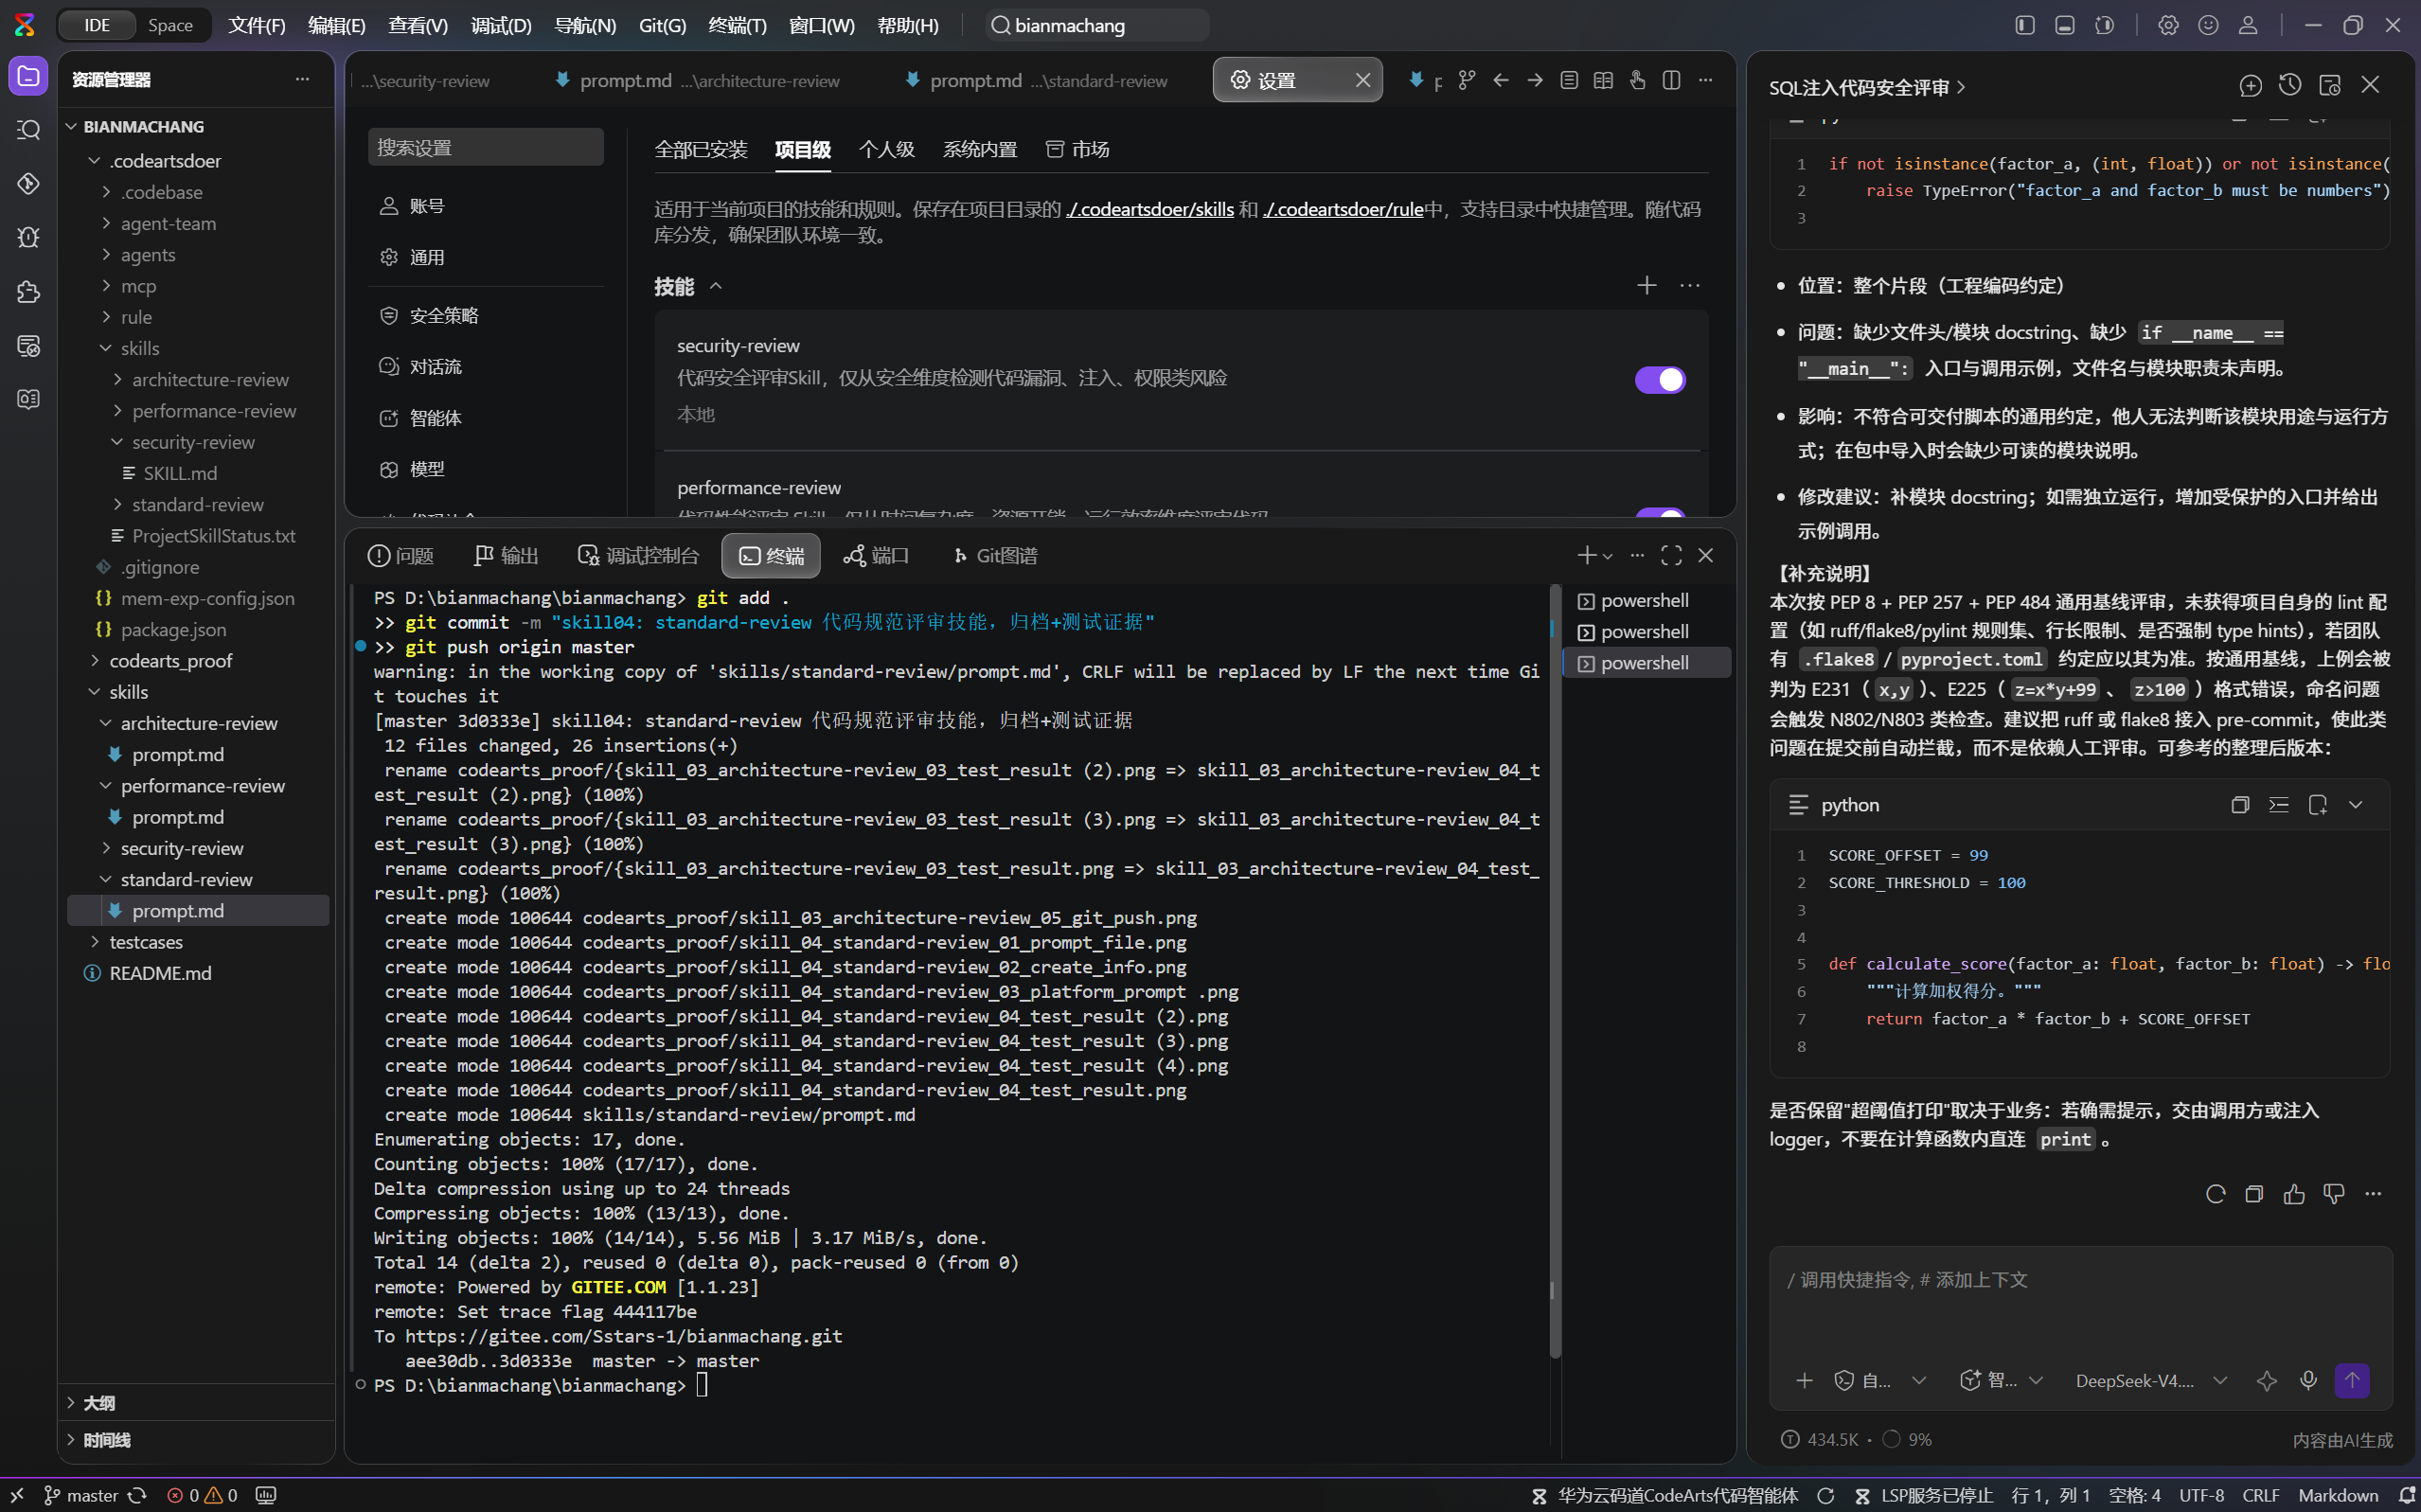 IDE Space 文件(F) 编辑(E) 查看(V) 调试(D) 导航(N) Git(G) 终端(T) 窗口(W) 帮助(H) bianmachang
资源管理器
BIANMACHANG
.codeartsdoer
.codebase
agent-team
agents
mcp
rule
skills
architecture-review
performance-review
security-review
SKILL.md
standard-review
ProjectSkillStatus.txt
.gitignore
mem-exp-config.json
package.json
codearts_proof
skills
architecture-review
prompt.md
performance-review
prompt.md
security-review
standard-review
prompt.md
testcases
README.md
大纲
时间线
...\security-review prompt.md ...\architecture-review prompt.md ...\standard-review 设置
搜索设置
账号
通用
安全策略
对话流
智能体
模型
全部已安装 项目级 个人级 系统内置 市场
适用于当前项目的技能和规则。保存在项目目录的 ./.codeartsdoer/skills 和 ./.codeartsdoer/rule中，支持目录中快捷管理。随代码
库分发，确保团队环境一致。
技能
security-review
代码安全评审Skill，仅从安全维度检测代码漏洞、注入、权限类风险
本地
performance-review
问题 输出 调试控制台 终端 端口 Git图谱
PS D:\bianmachang\bianmachang> git add .
>> git commit -m "skill04: standard-review 代码规范评审技能，归档+测试证据"
>> git push origin master
warning: in the working copy of 'skills/standard-review/prompt.md', CRLF will be replaced by LF the next time Gi
t touches it
[master 3d0333e] skill04: standard-review 代码规范评审技能，归档+测试证据
12 files changed, 26 insertions(+)
rename codearts_proof/{skill_03_architecture-review_03_test_result (2).png => skill_03_architecture-review_04_t
est_result (2).png} (100%)
rename codearts_proof/{skill_03_architecture-review_03_test_result (3).png => skill_03_architecture-review_04_t
est_result (3).png} (100%)
rename codearts_proof/{skill_03_architecture-review_03_test_result.png => skill_03_architecture-review_04_test_
result.png} (100%)
create mode 100644 codearts_proof/skill_03_architecture-review_05_git_push.png
create mode 100644 codearts_proof/skill_04_standard-review_01_prompt_file.png
create mode 100644 codearts_proof/skill_04_standard-review_02_create_info.png
create mode 100644 codearts_proof/skill_04_standard-review_03_platform_prompt .png
create mode 100644 codearts_proof/skill_04_standard-review_04_test_result (2).png
create mode 100644 codearts_proof/skill_04_standard-review_04_test_result (3).png
create mode 100644 codearts_proof/skill_04_standard-review_04_test_result (4).png
create mode 100644 codearts_proof/skill_04_standard-review_04_test_result.png
create mode 100644 skills/standard-review/prompt.md
Enumerating objects: 17, done.
Counting objects: 100% (17/17), done.
Delta compression using up to 24 threads
Compressing objects: 100% (13/13), done.
Writing objects: 100% (14/14), 5.56 MiB | 3.17 MiB/s, done.
Total 14 (delta 2), reused 0 (delta 0), pack-reused 0 (from 0)
remote: Powered by GITEE.COM [1.1.23]
remote: Set trace flag 444117be
To https://gitee.com/Sstars-1/bianmachang.git
aee30db..3d0333e master -> master
PS D:\bianmachang\bianmachang>
powershell
powershell
powershell
SQL注入代码安全评审
1 if not isinstance(factor_a, (int, float)) or not isinstance(
2 raise TypeError("factor_a and factor_b must be numbers")
3
• 位置：整个片段（工程编码约定）
• 问题：缺少文件头/模块 docstring、缺少 if __name__ ==
"__main__": 入口与调用示例，文件名与模块职责未声明。
• 影响：不符合可交付脚本的通用约定，他人无法判断该模块用途与运行方
式；在包中导入时会缺少可读的模块说明。
• 修改建议：补模块 docstring；如需独立运行，增加受保护的入口并给出
示例调用。
【补充说明】
本次按 PEP 8 + PEP 257 + PEP 484 通用基线评审，未获得项目自身的 lint 配
置（如 ruff/flake8/pylint 规则集、行长限制、是否强制 type hints），若团队
有 .flake8 / pyproject.toml 约定应以其为准。按通用基线，上例会被
判为 E231（ x,y ）、E225（ z=x*y+99 、 z>100 ）格式错误，命名问题
会触发 N802/N803 类检查。建议把 ruff 或 flake8 接入 pre-commit，使此类
问题在提交前自动拦截，而不是依赖人工评审。可参考的整理后版本：
python
1 SCORE_OFFSET = 99
2 SCORE_THRESHOLD = 100
3
4
5 def calculate_score(factor_a: float, factor_b: float) -> flo
6 """计算加权得分。"""
7 return factor_a * factor_b + SCORE_OFFSET
8
是否保留"超阈值打印"取决于业务：若确需提示，交由调用方或注入
logger，不要在计算函数内直连 print 。
/ 调用快捷指令, # 添加上下文
自... 智... DeepSeek-V4....
434.5K · 9% 内容由AI生成
master 0 0 华为云码道CodeArts代码智能体 LSP服务已停止 行 1，列 1 空格: 4 UTF-8 CRLF Markdown